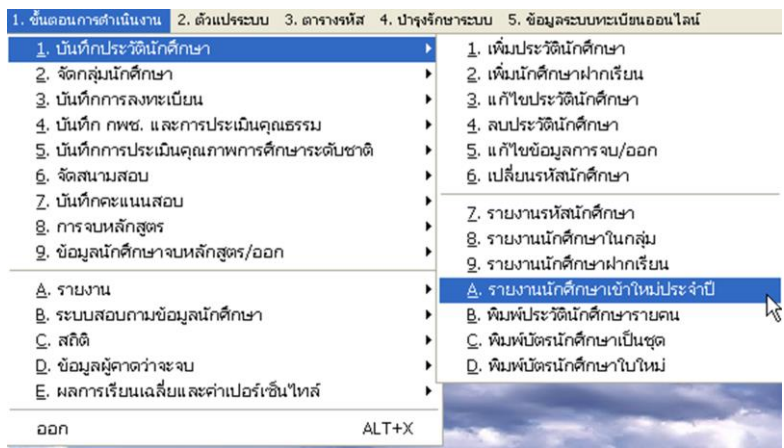 1. ขั้นตอนการดำเนินงาน 2. ตัวแปรระบบ 3. ตารางรหัส 4. บำรุงรักษาระบบ 5. ข้อมูลระบบทะเบียนออนไลน์
1. บันทึกประวัตินักศึกษา
2. จัดกลุ่มนักศึกษา
3. บันทึกการลงทะเบียน
4. บันทึก กพช. และการประเมินคุณธรรม
5. บันทึกการประเมินคุณภาพการศึกษาระดับชาติ
6. จัดสนามสอบ
7. บันทึกคะแนนสอบ
8. การจบหลักสูตร
9. ข้อมูลนักศึกษาจบหลักสูตร/ออก
A. รายงาน
B. ระบบสอบถามข้อมูลนักศึกษา
C. สถิติ
D. ข้อมูลผู้คาดว่าจะจบ
E. ผลการเรียนเฉลี่ยและค่าเปอร์เซ็นไทล์
ออก ALT+X
1. เพิ่มประวัตินักศึกษา
2. เพิ่มนักศึกษาฝากเรียน
3. แก้ไขประวัตินักศึกษา
4. ลบประวัตินักศึกษา
5. แก้ไขข้อมูลการจบ/ออก
6. เปลี่ยนรหัสนักศึกษา
7. รายงานรหัสนักศึกษา
8. รายงานนักศึกษาในกลุ่ม
9. รายงานนักศึกษาฝากเรียน
A. รายงานนักศึกษาเข้าใหม่ประจำปี
B. พิมพ์ประวัตินักศึกษารายคน
C. พิมพ์บัตรนักศึกษาเป็นชุด
D. พิมพ์บัตรนักศึกษาใบใหม่